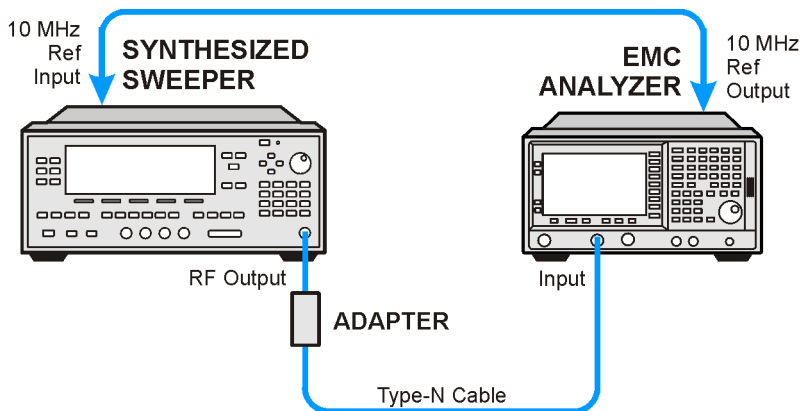 10 MHz
Ref
Input
SYNTHESIZED
SWEEPER
EMC
ANALYZER
10 MHz
Ref
Output
RF Output
Input
ADAPTER
Type-N Cable